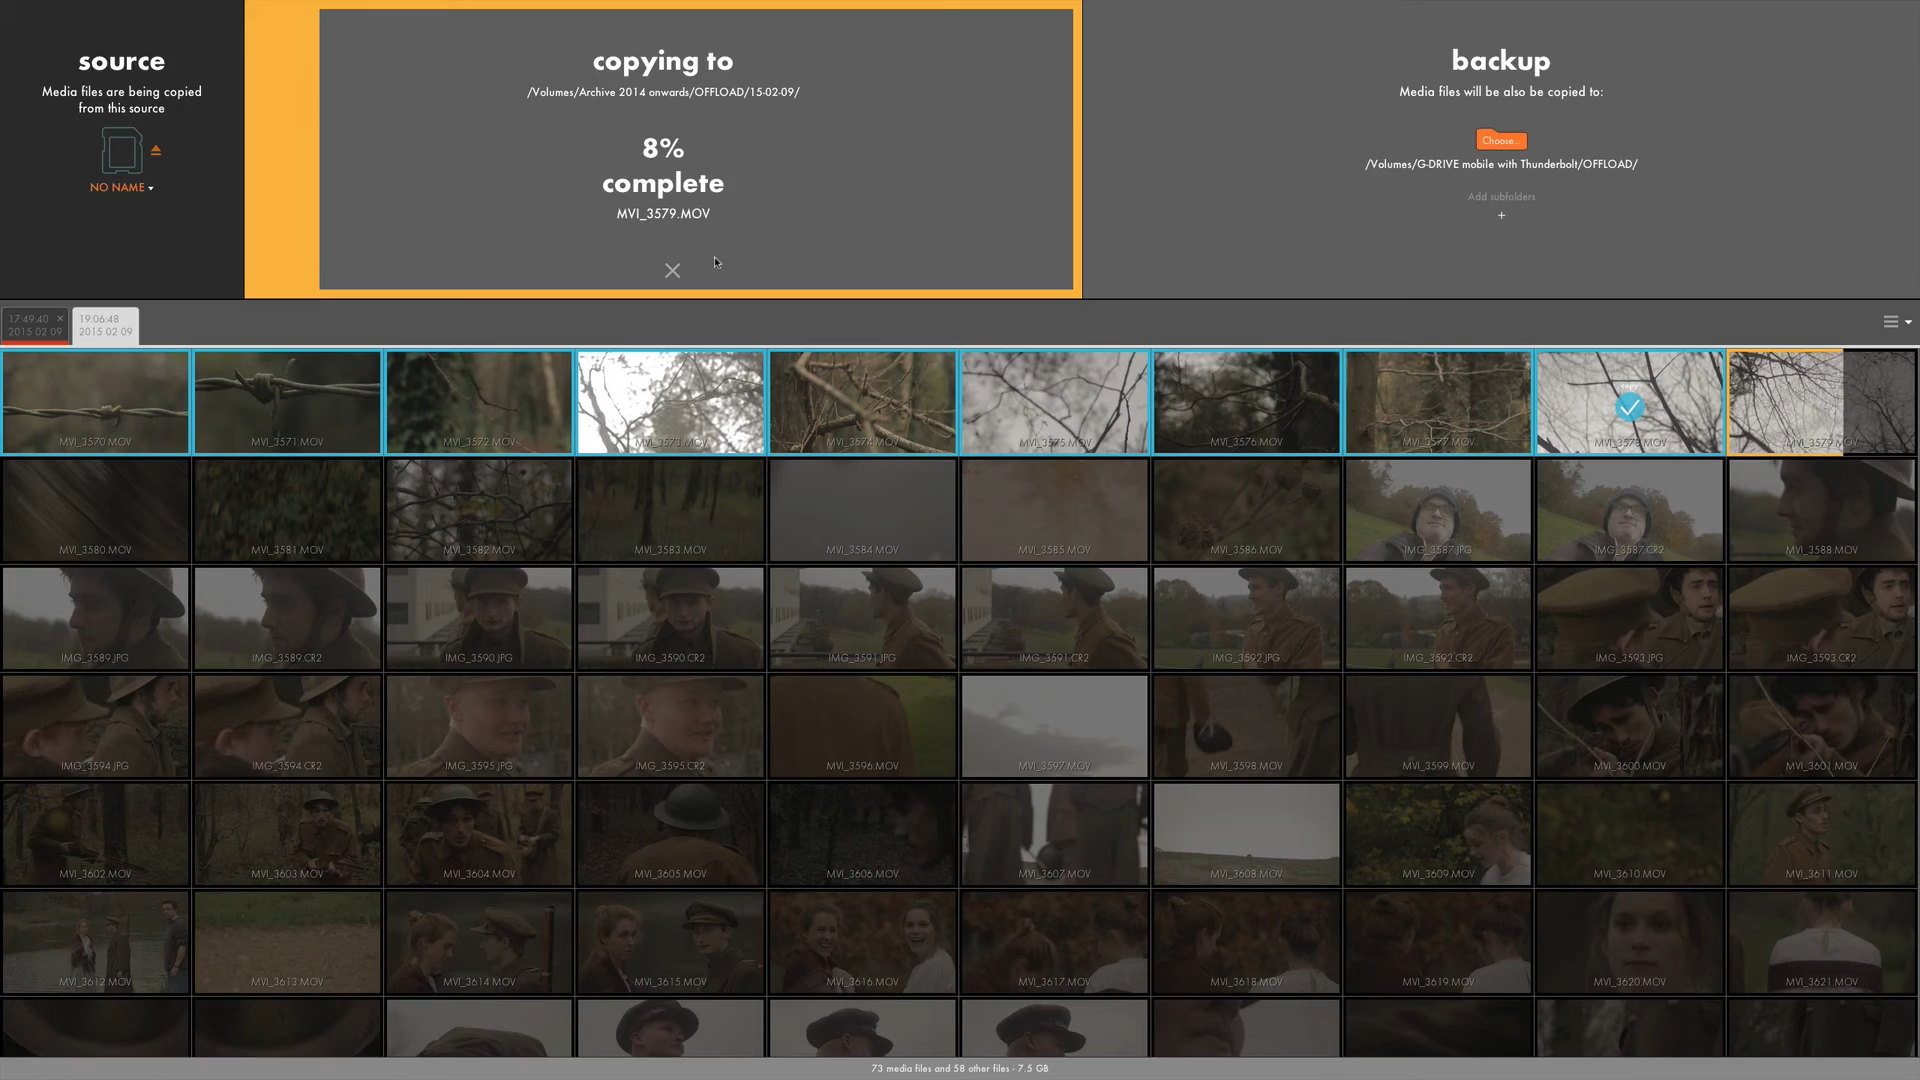 source
Media files are being copied
from this source
NO NAME
copying to
/Volumes/Archive 2014 onwards/OFFLOAD/15-02-09/
8%
complete
MVI_3579.MOV
backup
Media files will be also be copied to:
Choose...
/Volumes/G-DRIVE mobile with Thunderbolt/OFFLOAD/
Add subfolders
+
17:49:40
2015 02 09
19:06:48
2015 02 09
MVI_3570.MOV
MVI_3571.MOV
MVI_3572.MOV
MVI_3573.MOV
MVI_3574.MOV
MVI_3575.MOV
MVI_3576.MOV
MVI_3577.MOV
copy
MVI_3578.MOV
MVI_3579.MOV
MVI_3580.MOV
MVI_3581.MOV
MVI_3582.MOV
MVI_3583.MOV
MVI_3584.MOV
MVI_3585.MOV
MVI_3586.MOV
IMG_3587.JPG
IMG_3587.CR2
MVI_3588.MOV
IMG_3589.JPG
IMG_3589.CR2
IMG_3590.JPG
IMG_3590.CR2
IMG_3591.JPG
IMG_3591.CR2
IMG_3592.JPG
IMG_3592.CR2
IMG_3593.JPG
IMG_3593.CR2
IMG_3594.JPG
IMG_3594.CR2
IMG_3595.JPG
IMG_3595.CR2
MVI_3596.MOV
MVI_3597.MOV
MVI_3598.MOV
MVI_3599.MOV
MVI_3600.MOV
MVI_3601.MOV
MVI_3602.MOV
MVI_3603.MOV
MVI_3604.MOV
MVI_3605.MOV
MVI_3606.MOV
MVI_3607.MOV
MVI_3608.MOV
MVI_3609.MOV
MVI_3610.MOV
MVI_3611.MOV
MVI_3612.MOV
MVI_3613.MOV
MVI_3614.MOV
MVI_3615.MOV
MVI_3616.MOV
MVI_3617.MOV
MVI_3618.MOV
MVI_3619.MOV
MVI_3620.MOV
MVI_3621.MOV
73 media files and 58 other files - 7.5 GB